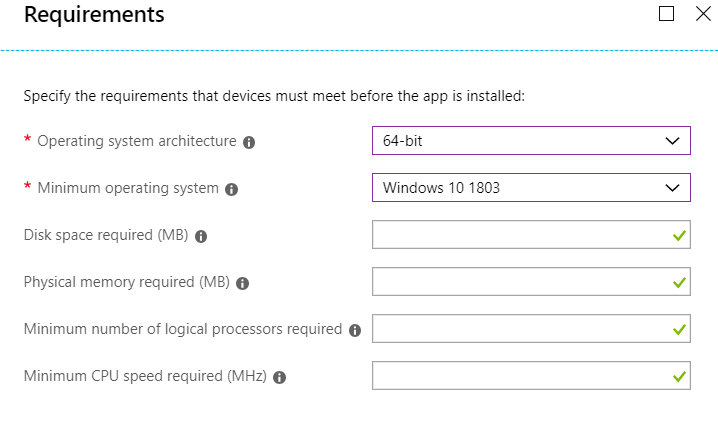 Requirements
Specify the requirements that devices must meet before the app is installed:
* Operating system architecture
64-bit
* Minimum operating system
Windows 10 1803
Disk space required (MB)
Physical memory required (MB)
Minimum number of logical processors required
Minimum CPU speed required (MHz)